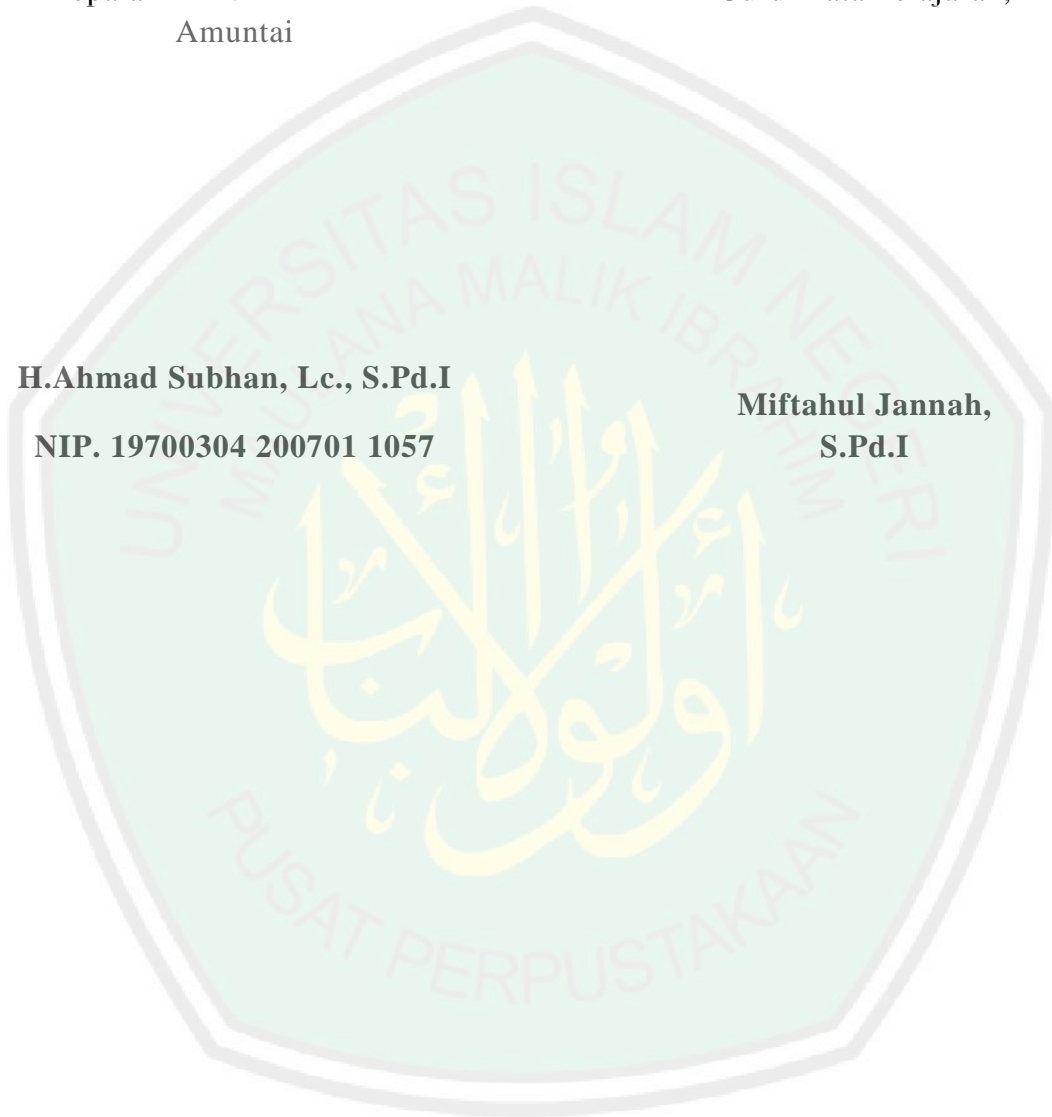 Amuntai
H.Ahmad Subhan, Lc., S.Pd.I
NIP. 19700304 200701 1057
Miftahul Jannah,
S.Pd.I
UNIVERSITAS ISLAM NEGERI
MAULANA MALIK IBRAHIM
PUSAT PERPUSTAKAAN